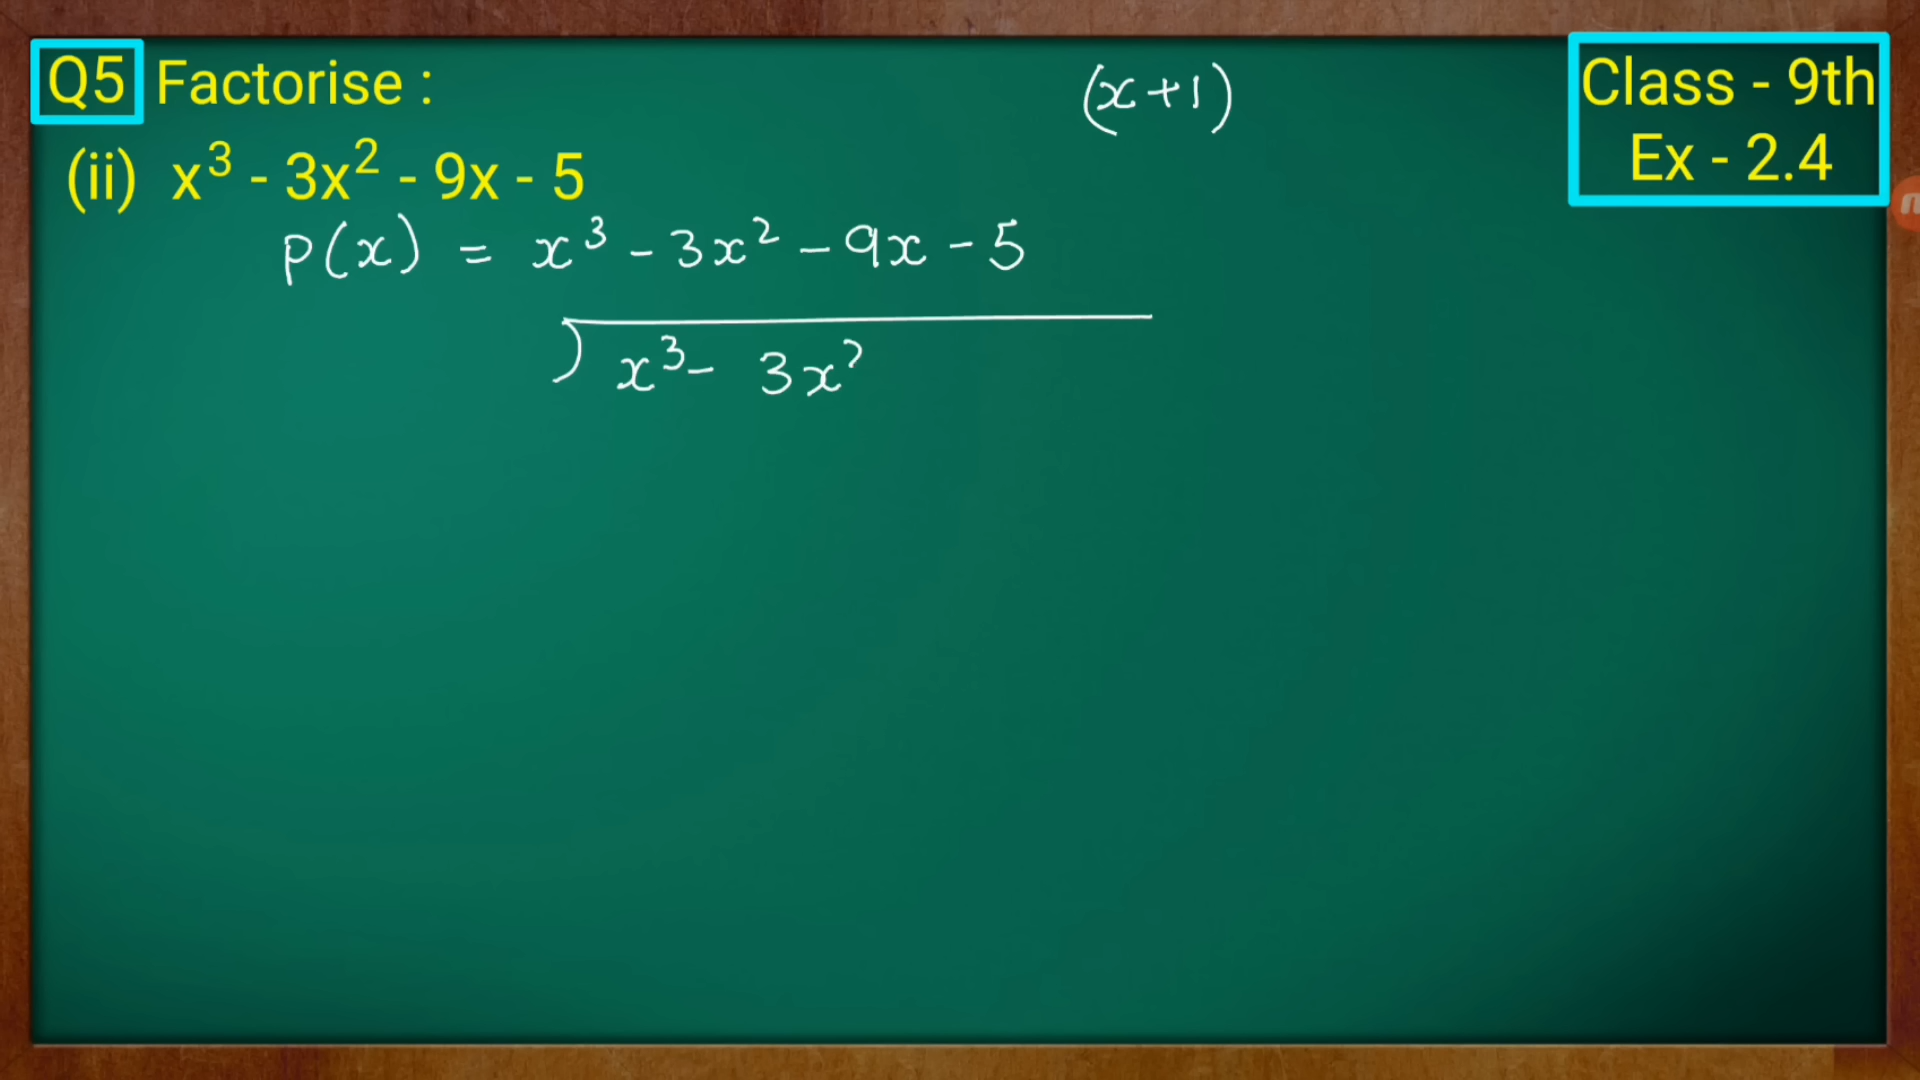 Q5 Factorise :
(x+1)
Class - 9th
Ex - 2.4
(ii) x³ - 3x² - 9x - 5
p(x) = x³ - 3x² - 9x - 5
) x³ - 3x²